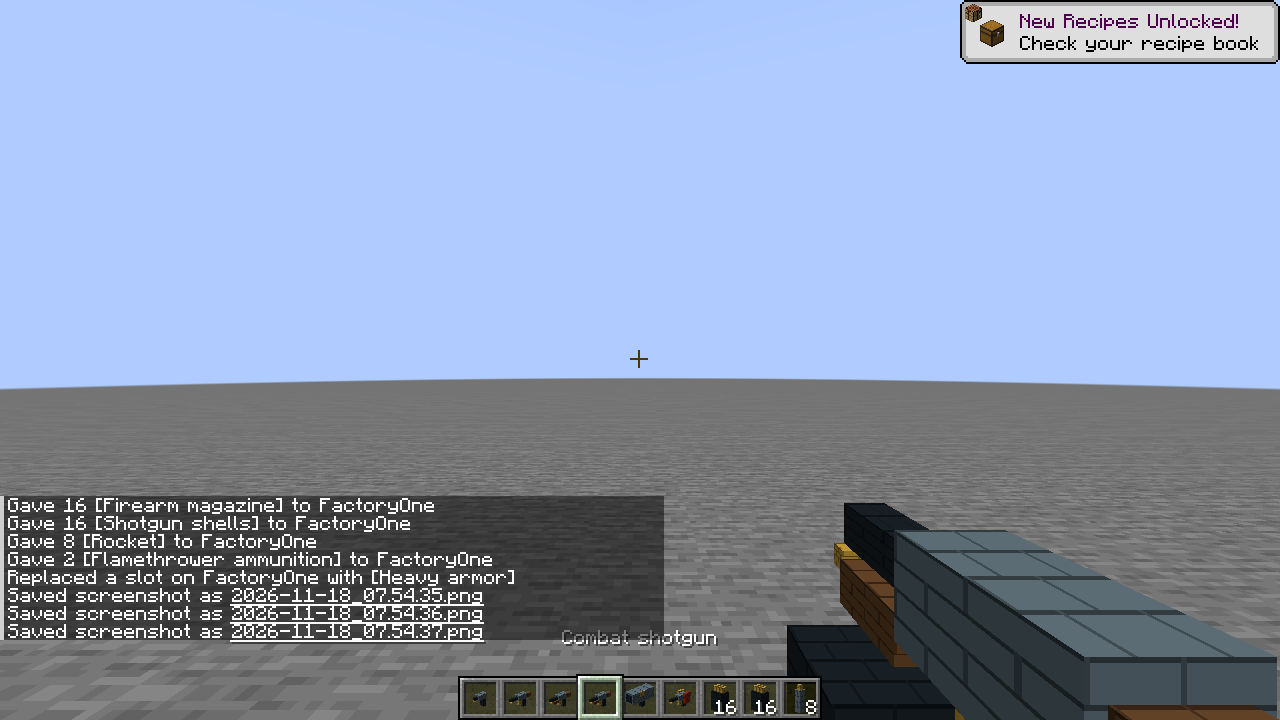 New Recipes Unlocked!
Check your recipe book
Gave 16 [Firearm magazine] to FactoryOne
Gave 16 [Shotgun shells] to FactoryOne
Gave 8 [Rocket] to FactoryOne
Gave 2 [Flamethrower ammunition] to FactoryOne
Replaced a slot on FactoryOne with [Heavy armor]
Saved screenshot as 2026-11-18_07.54.35.png
Saved screenshot as 2026-11-18_07.54.36.png
Saved screenshot as 2026-11-18_07.54.37.png
Combat shotgun
16 16 8